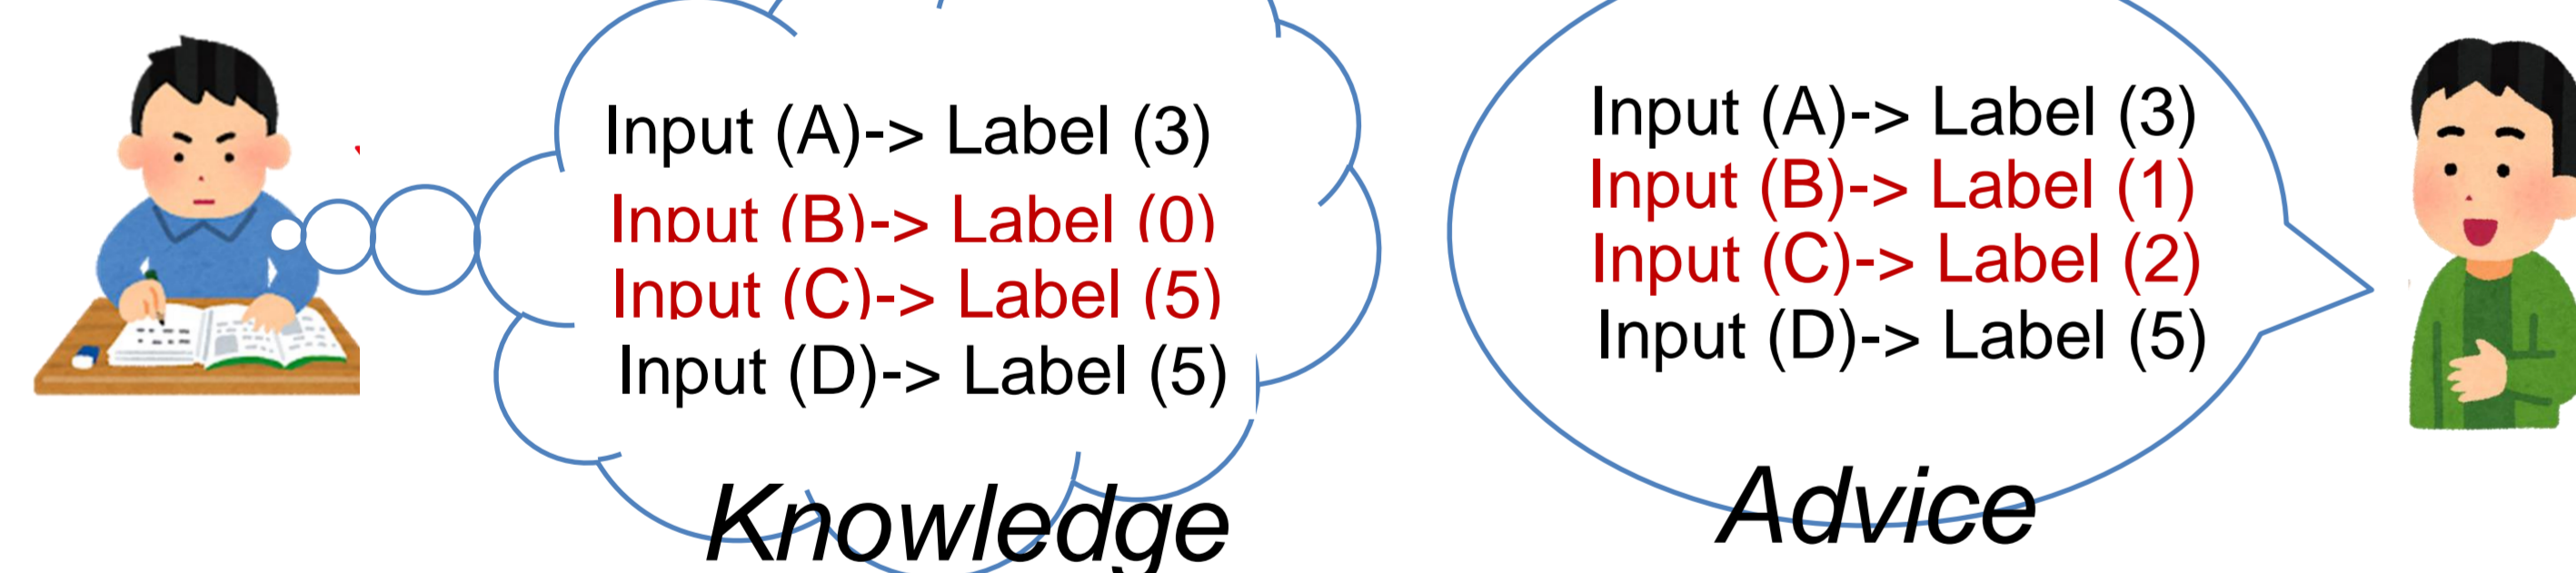 Input (A)-> Label (3)
Input (B)-> Label (0)
Input (C)-> Label (5)
Input (D)-> Label (5)
Knowledge
Input (A)-> Label (3)
Input (B)-> Label (1)
Input (C)-> Label (2)
Input (D)-> Label (5)
Advice